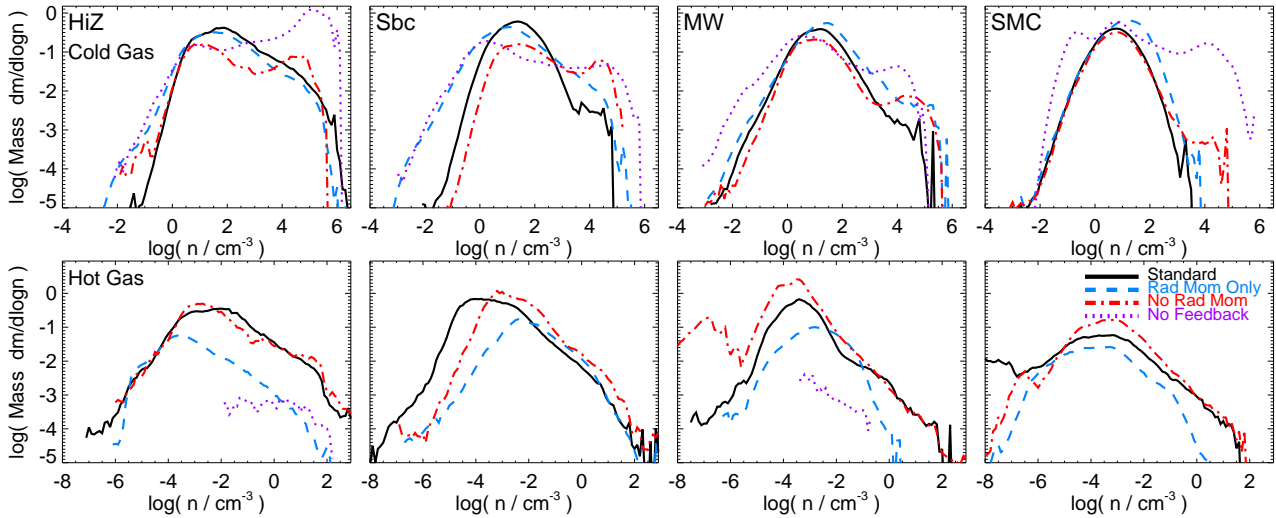 HiZ
Cold Gas
Sbc
MW
SMC
log( Mass dm/dlogn )
0
-1
-2
-3
-4
-5
-4 -2 0 2 4 6
-4 -2 0 2 4 6
-4 -2 0 2 4 6
-4 -2 0 2 4 6
log( n / cm⁻³ )
log( n / cm⁻³ )
log( n / cm⁻³ )
log( n / cm⁻³ )
Hot Gas
Standard
Rad Mom Only
No Rad Mom
No Feedback
log( Mass dm/dlogn )
0
-1
-2
-3
-4
-5
-8 -6 -4 -2 0 2
-8 -6 -4 -2 0 2
-8 -6 -4 -2 0 2
-8 -6 -4 -2 0 2
log( n / cm⁻³ )
log( n / cm⁻³ )
log( n / cm⁻³ )
log( n / cm⁻³ )